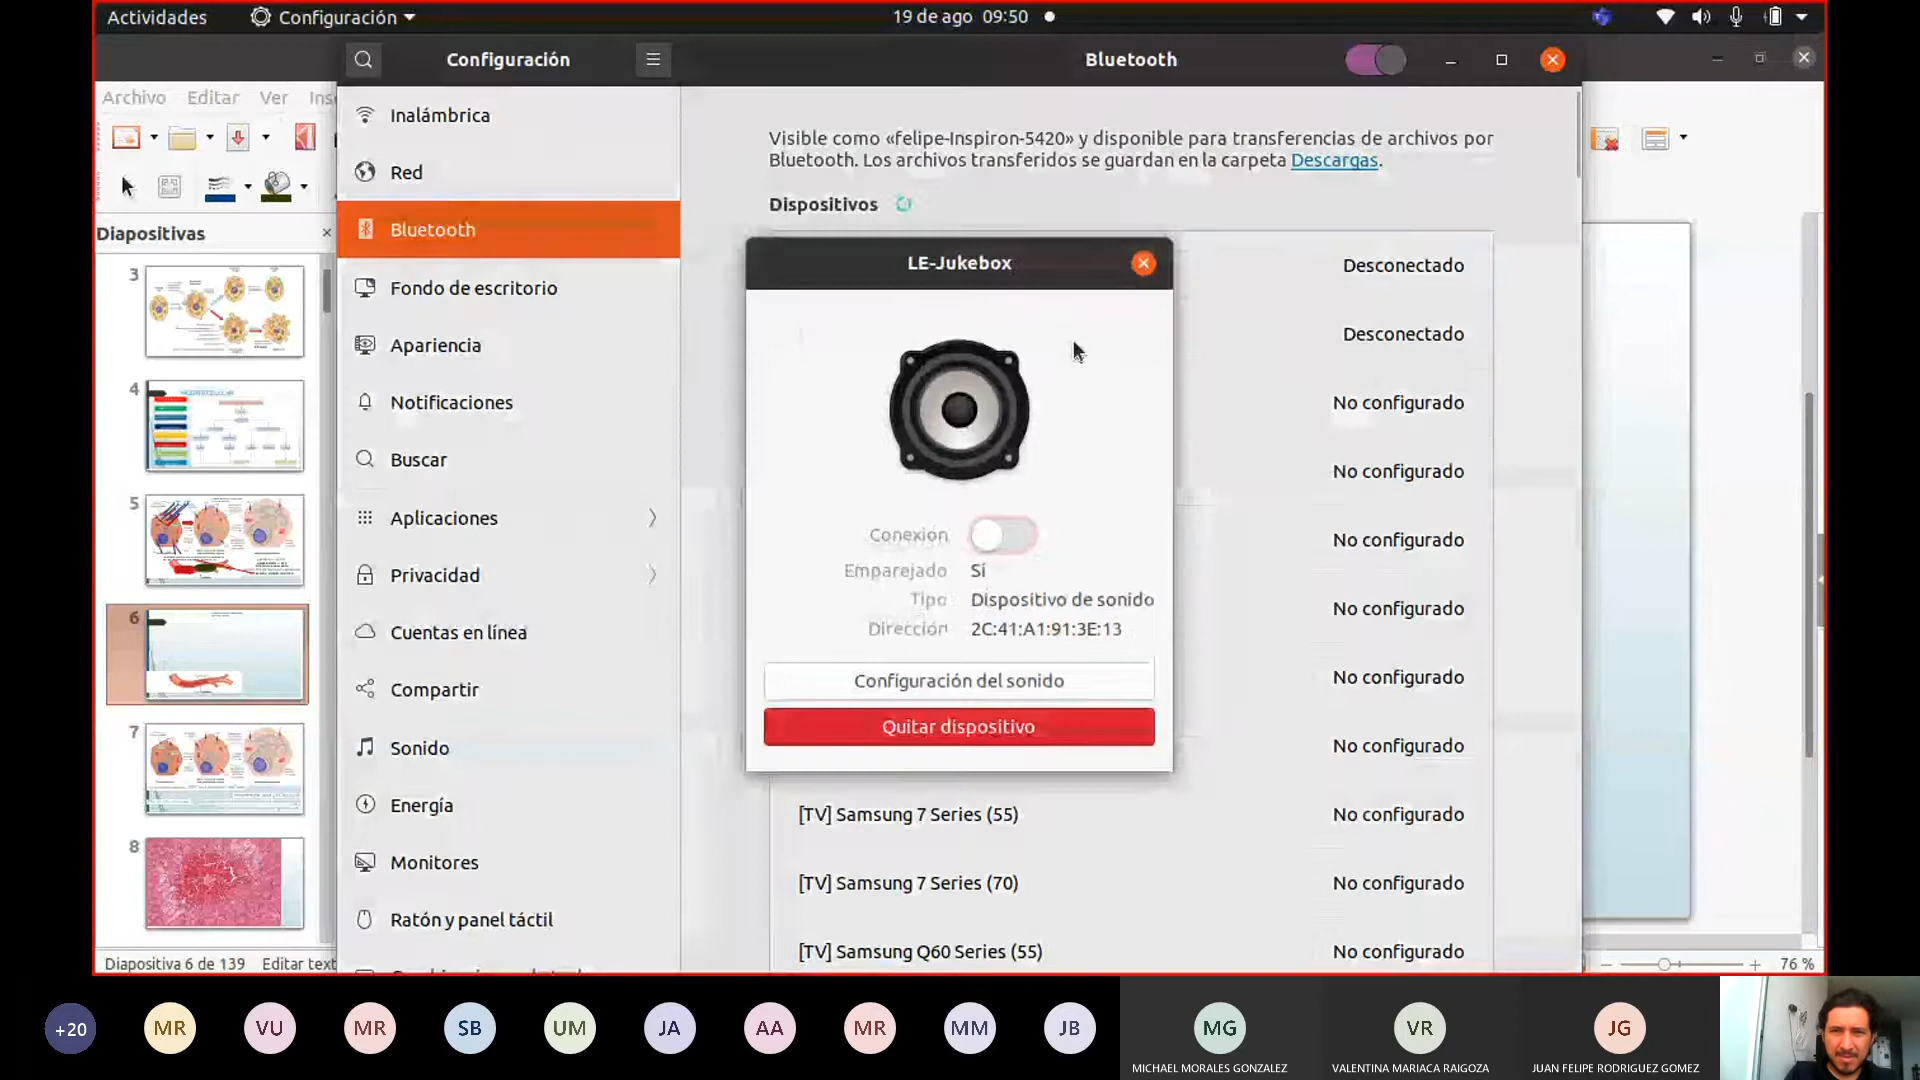 Actividades
Configuración
19 de ago 09:50
Configuración
Bluetooth
Archivo Editar Ver
Inalámbrica
Red
Bluetooth
Fondo de escritorio
Apariencia
Notificaciones
Buscar
Aplicaciones
Privacidad
Cuentas en línea
Compartir
Sonido
Energía
Monitores
Ratón y panel táctil
Visible como «felipe-Inspiron-5420» y disponible para transferencias de archivos por
Bluetooth. Los archivos transferidos se guardan en la carpeta Descargas.
Dispositivos
Desconectado
Desconectado
No configurado
No configurado
No configurado
No configurado
No configurado
No configurado
[TV] Samsung 7 Series (55) No configurado
[TV] Samsung 7 Series (70) No configurado
[TV] Samsung Q60 Series (55) No configurado
LE-Jukebox
Conexión
Emparejado Sí
Tipo Dispositivo de sonido
Dirección 2C:41:A1:91:3E:13
Configuración del sonido
Quitar dispositivo
Diapositivas
3
4
5
6
7
8
Diapositiva 6 de 139
Editar
76 %
+20
MR
VU
MR
SB
UM
JA
AA
MR
MM
JB
MG
MICHAEL MORALES GONZALEZ
VR
VALENTINA MARIACA RAIGOZA
JG
JUAN FELIPE RODRIGUEZ GOMEZ